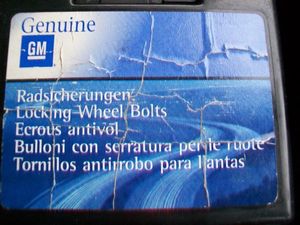 Genuine
GM
Radsicherungen
Locking Wheel Bolts
Ecrous antivol
Bulloni con serratura per le ruote
Tornillos antirrobo para llantas